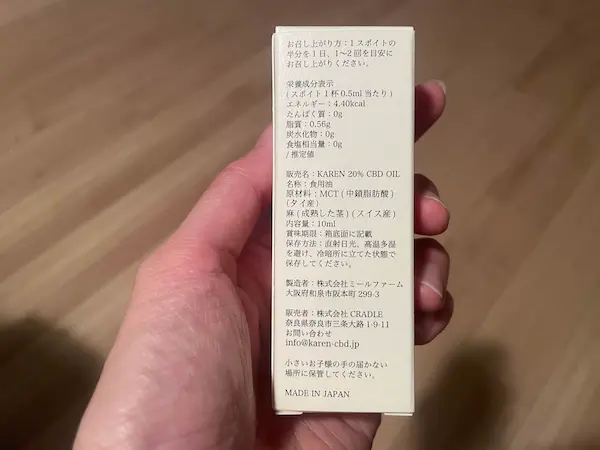 お召し上がり方：1スポイトの
半分を1日、1〜2回を目安に
お召し上がりください。
栄養成分表示
(スポイト1杯0.5ml当たり)
エネルギー：4.40kcal
たんぱく質：0g
脂質：0.56g
炭水化物：0g
食塩相当量：0g
/推定値
販売名：KAREN 20% CBD OIL
名称：食用油
原材料：MCT(中鎖脂肪酸)
(タイ産)
麻(成熟した茎)(スイス産)
内容量：10ml
賞味期限：箱底面に記載
保存方法：直射日光、高温多湿
を避け、冷暗所に立てた状態で
保存してください。
製造者：株式会社ミールファーム
大阪府和泉市阪本町299-3
販売者：株式会社CRADLE
奈良県奈良市三条大路1-9-11
お問い合わせ
info@karen-cbd.jp
小さいお子様の手の届かない
場所に保管してください。
MADE IN JAPAN